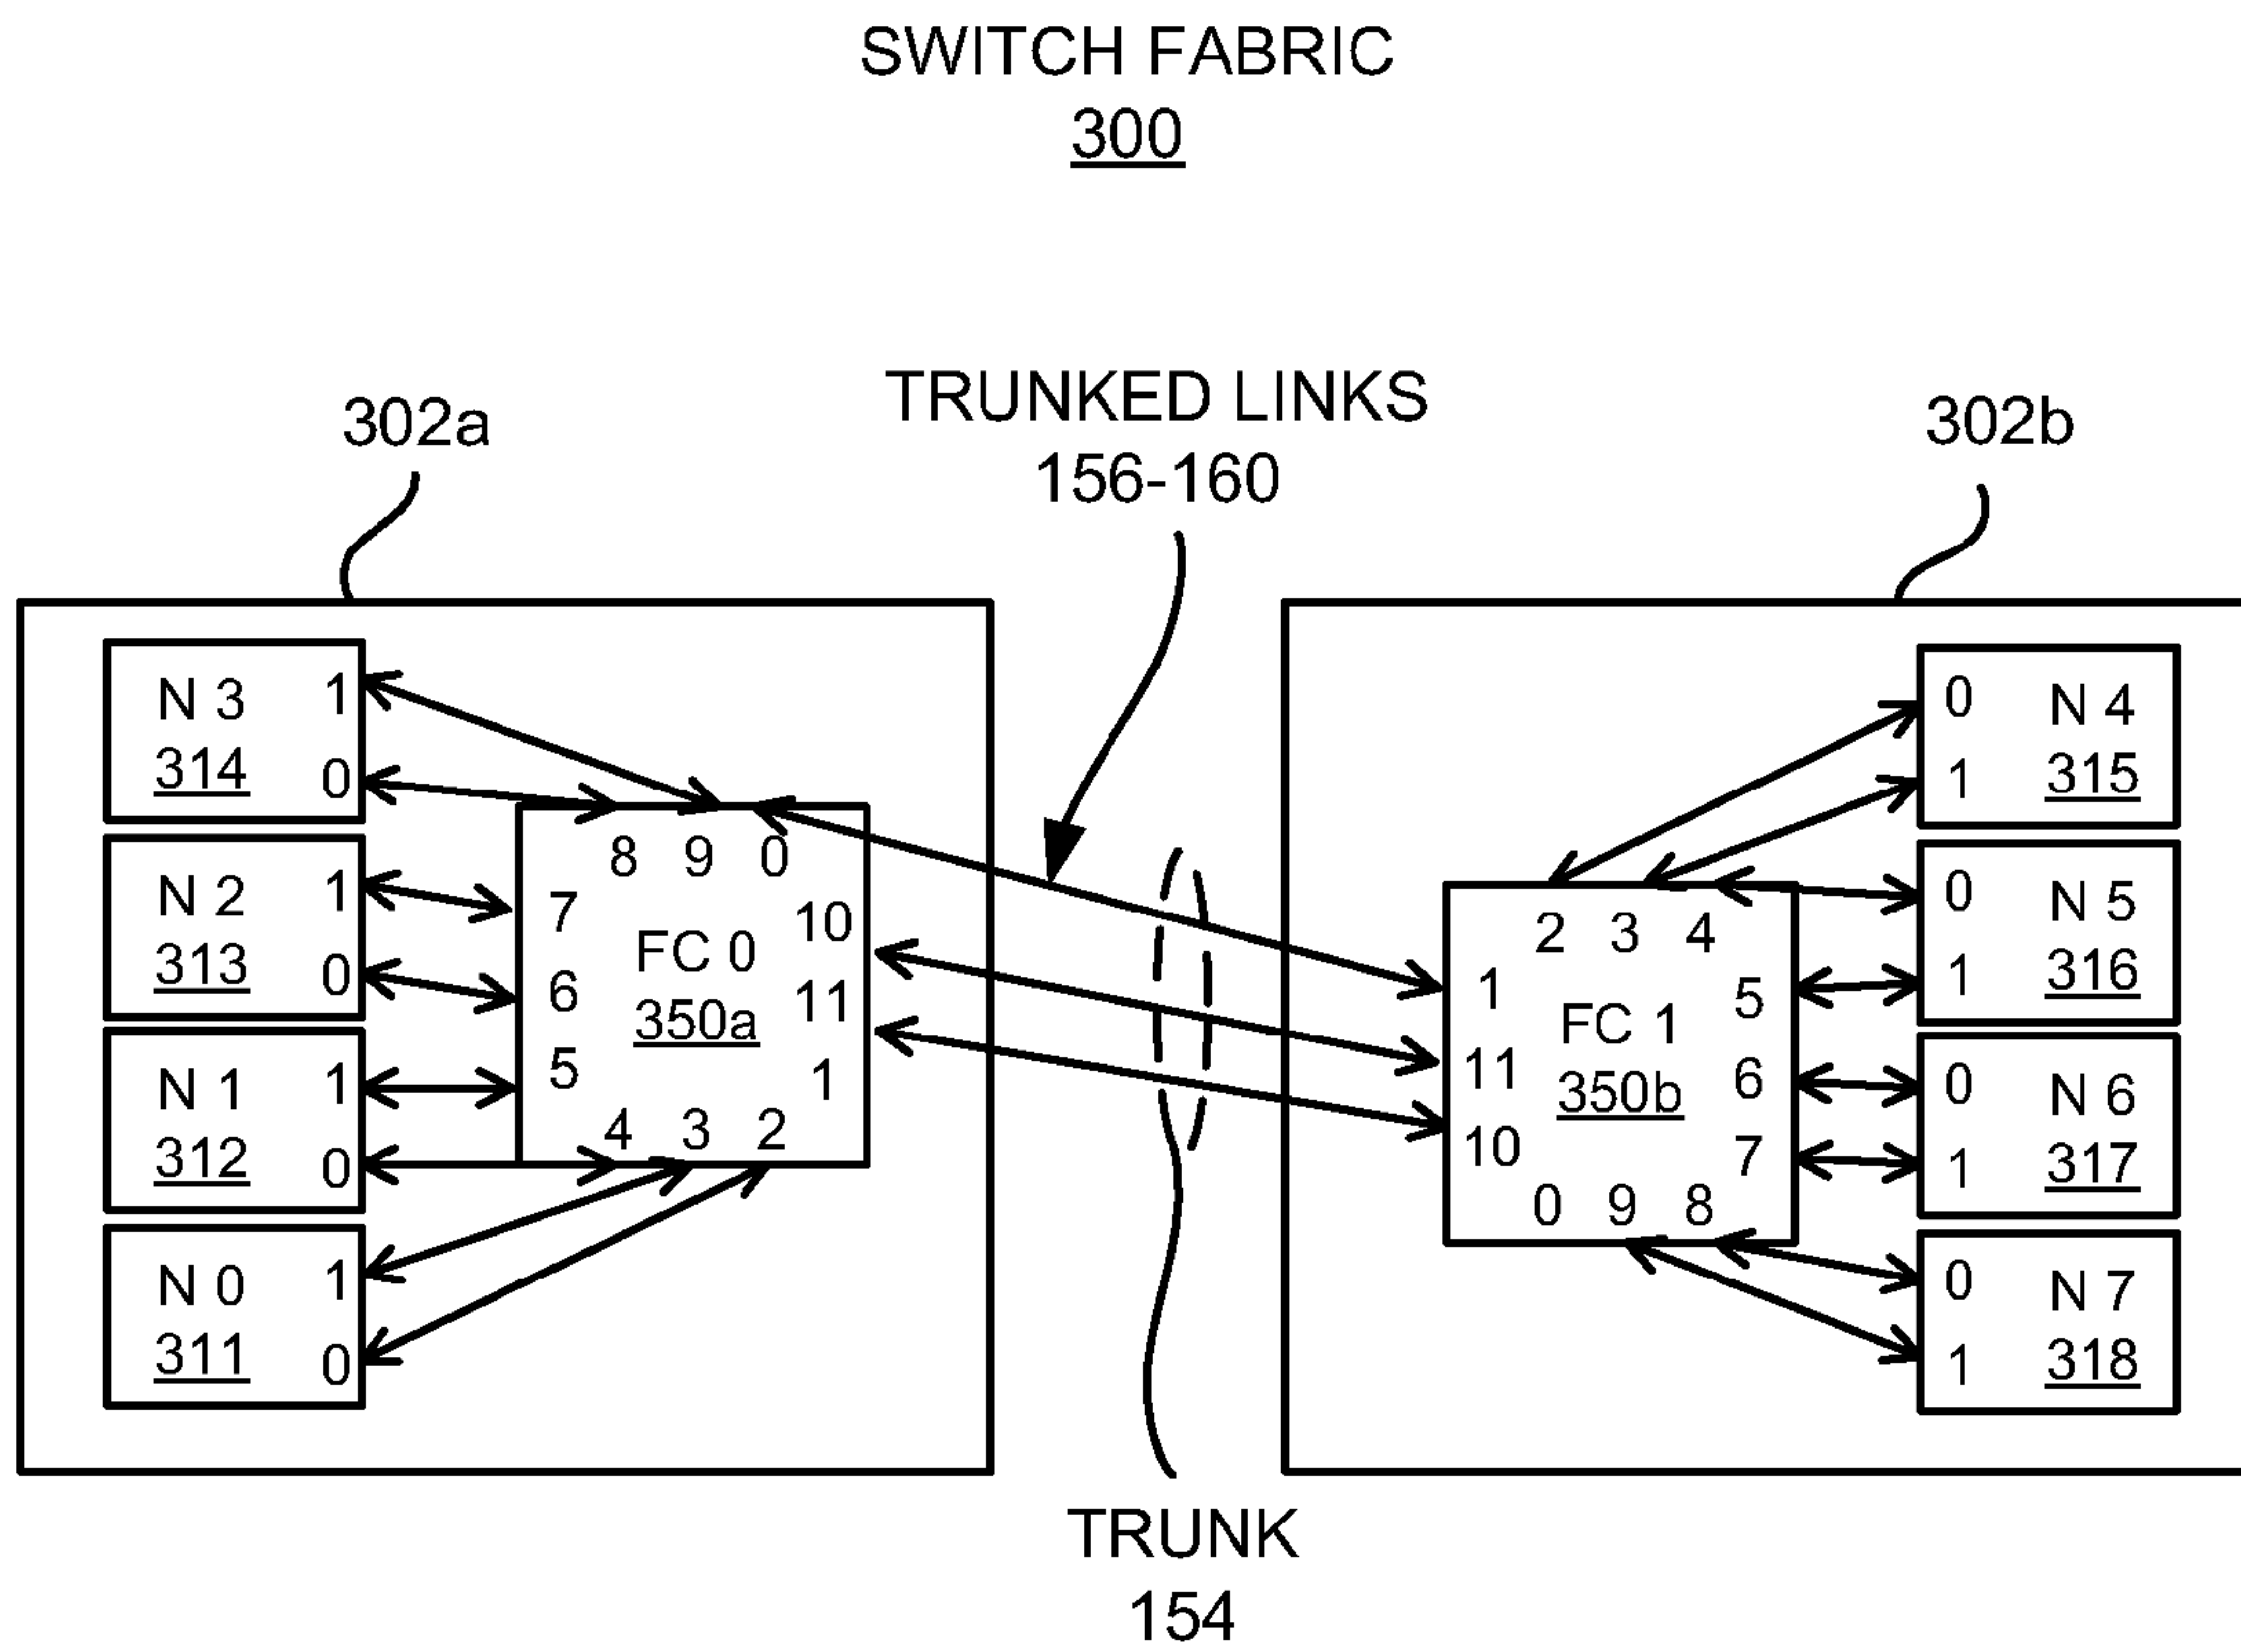 SWITCH FABRIC
300
TRUNKED LINKS
156-160
302a
302b
N 3 1
314 0
N 2 1
313 0
N 1 1
312 0
N 0 1
311 0
8 9 0
7 10
FC 0
6 11
350a
5 1
4 3 2
2 3 4
1 5
FC 1
11 6
350b
10 7
0 9 8
0 N 4
1 315
0 N 5
1 316
0 N 6
1 317
0 N 7
1 318
TRUNK
154